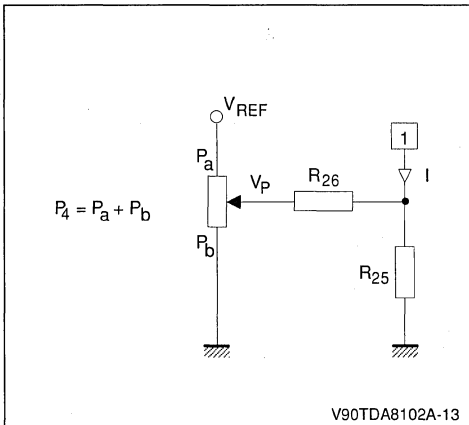 V_REF
1
P_a
I
V_P
R_26
P_4 = P_a + P_b
P_b
R_25
V90TDA8102A-13